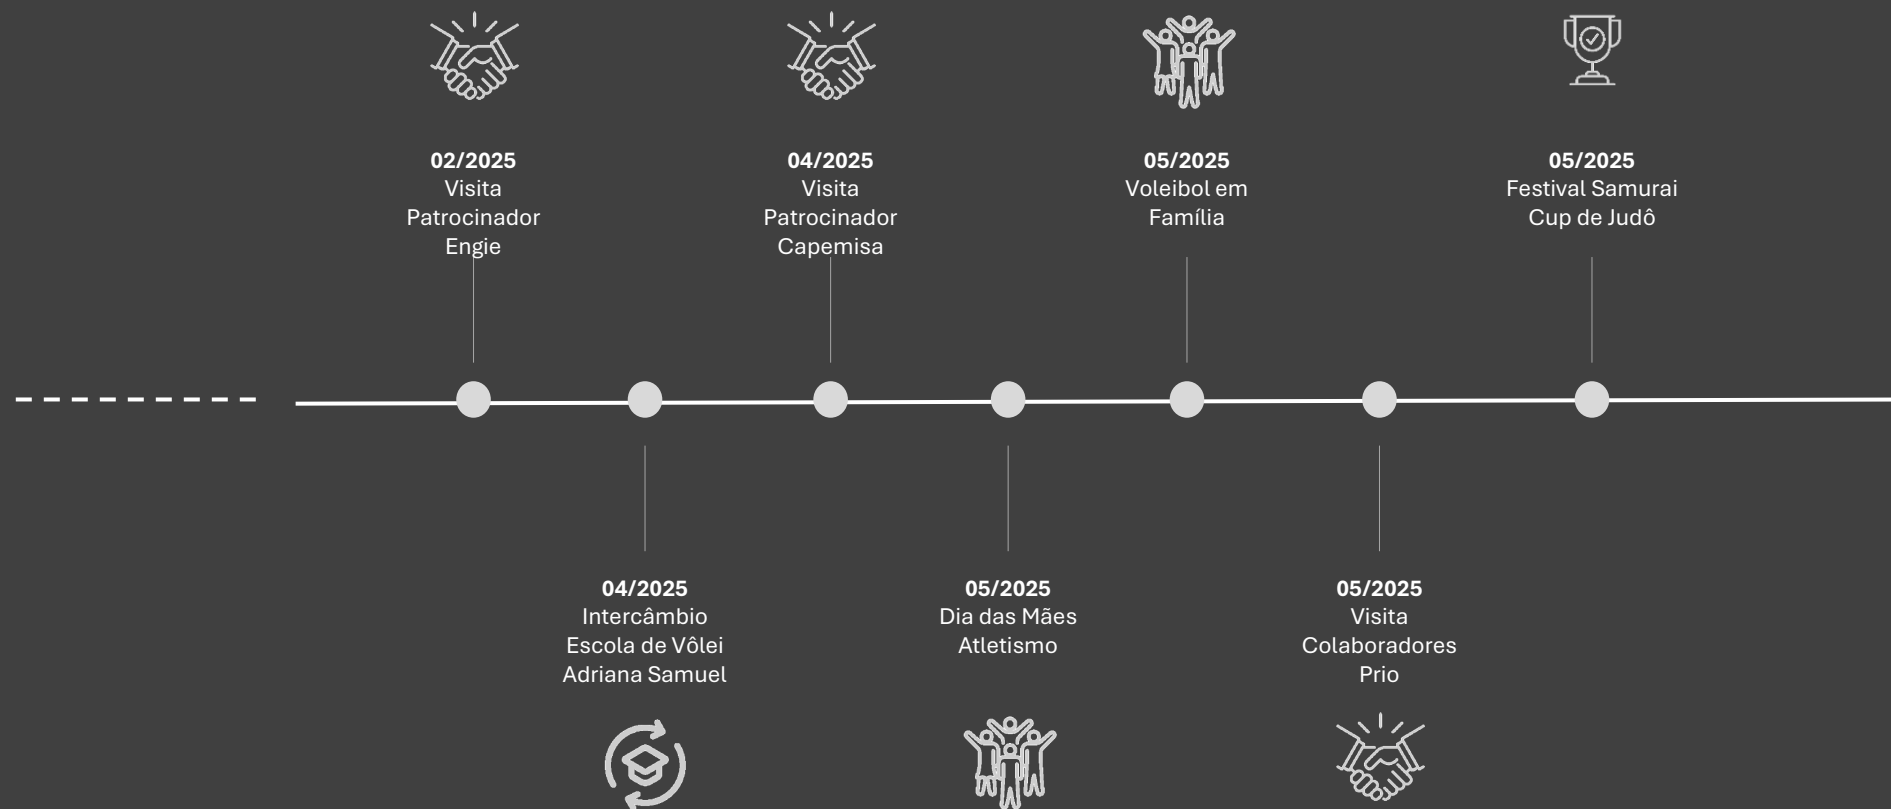 02/2025
Visita
Patrocinador
Engie
04/2025
Visita
Patrocinador
Capemisa
05/2025
Voleibol em
Família
05/2025
Festival Samurai
Cup de Judô
04/2025
Intercâmbio
Escola de Vôlei
Adriana Samuel
05/2025
Dia das Mães
Atletismo
05/2025
Visita
Colaboradores
Prio